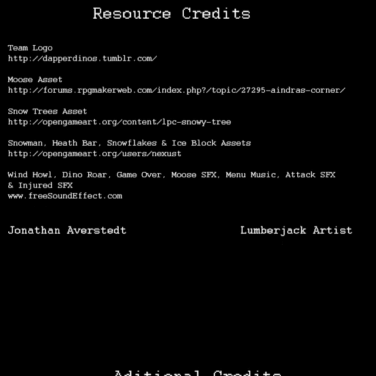 Resource Credits
Team Logo
http://dapperdinos.tumblr.com/
Moose Asset
http://forums.rpgmakerweb.com/index.php?/topic/27295-aindras-corner/
Snow Trees Asset
http://opengameart.org/content/lpc-snowy-tree
Snowman, Heath Bar, Snowflakes & Ice Block Assets
http://opengameart.org/users/nexust
Wind Howl, Dino Roar, Game Over, Moose SFX, Menu Music, Attack SFX
& Injured SFX
www.freeSoundEffect.com
Jonathan Averstedt Lumberjack Artist
Aditional Credits